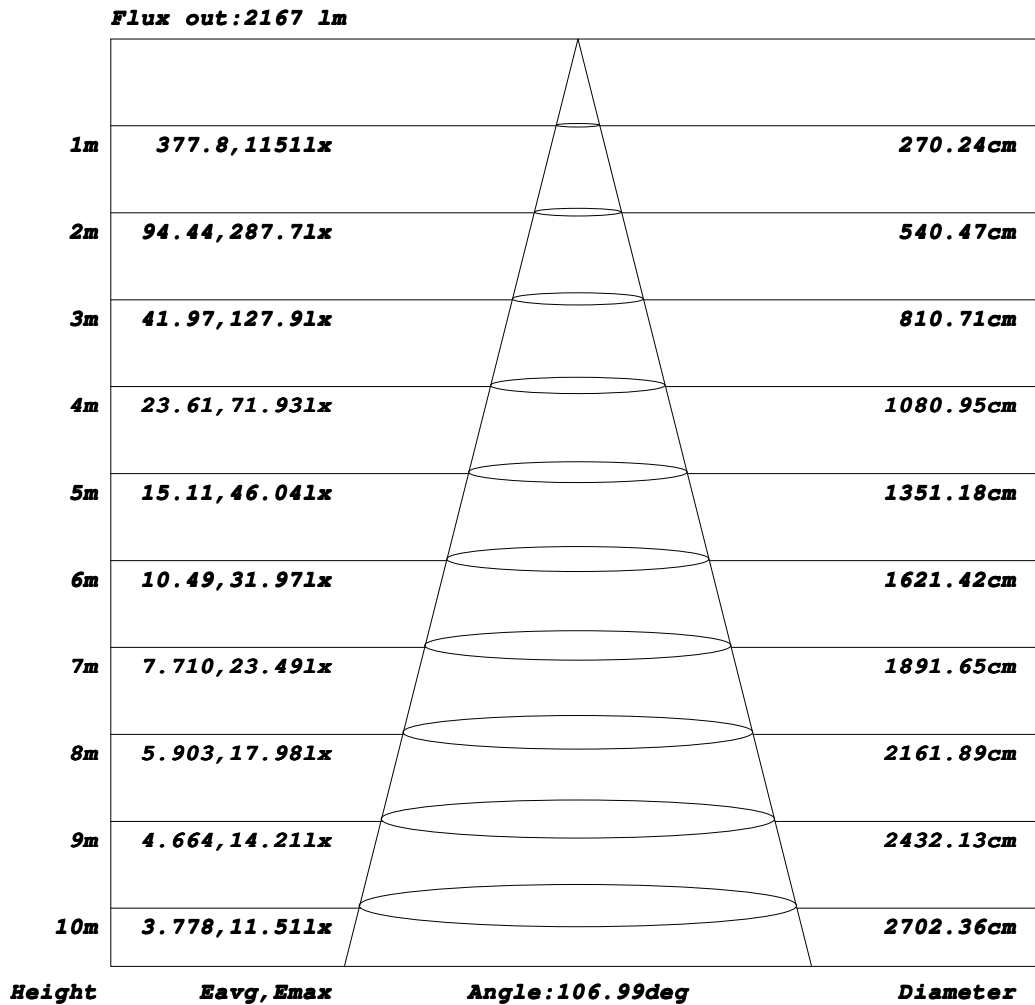 Flux out:2167 lm
1m 377.8,1151lx 270.24cm
2m 94.44,287.7lx 540.47cm
3m 41.97,127.9lx 810.71cm
4m 23.61,71.93lx 1080.95cm
5m 15.11,46.04lx 1351.18cm
6m 10.49,31.97lx 1621.42cm
7m 7.710,23.49lx 1891.65cm
8m 5.903,17.98lx 2161.89cm
9m 4.664,14.21lx 2432.13cm
10m 3.778,11.51lx 2702.36cm
Height Eavg,Emax Angle:106.99deg Diameter